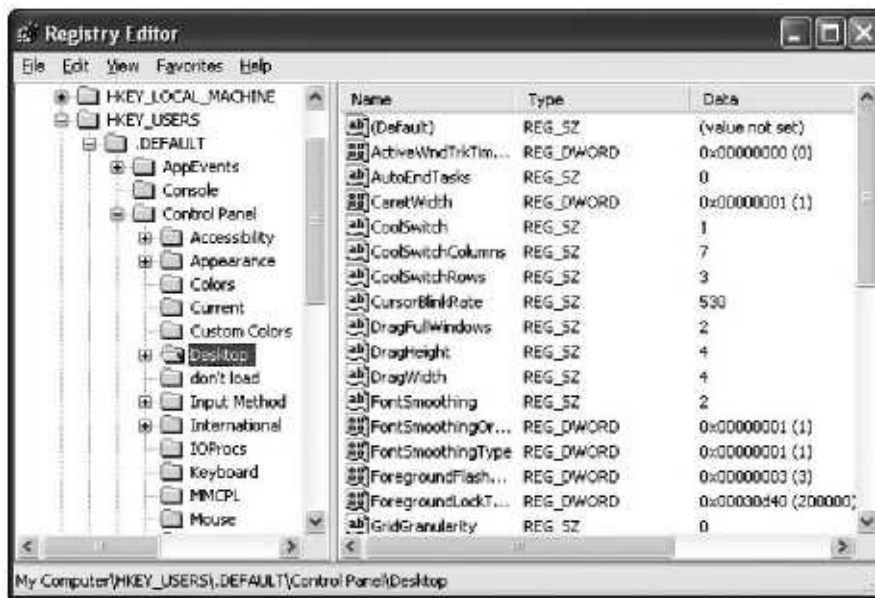 Registry Editor
File Edit View Favorites Help
HKEY_LOCAL_MACHINE
HKEY_USERS
.DEFAULT
AppEvents
Console
Control Panel
Accessibility
Appearance
Colors
Current
Custom Colors
Desktop
don't load
Input Method
International
IOProcs
Keyboard
MMCPL
Mouse
Name Type Data
(Default) REG_SZ (value not set)
ActiveWndTrkTim... REG_DWORD 0x00000000 (0)
AutoEndTasks REG_SZ 0
CaretWidth REG_DWORD 0x00000001 (1)
CoolSwitch REG_SZ 1
CoolSwitchColumns REG_SZ 7
CoolSwitchRows REG_SZ 3
CursorBlinkRate REG_SZ 530
DragFullWindows REG_SZ 2
DragHeight REG_SZ 4
DragWidth REG_SZ 4
FontSmoothing REG_SZ 2
FontSmoothingOr... REG_DWORD 0x00000001 (1)
FontSmoothingType REG_DWORD 0x00000001 (1)
ForegroundFlash... REG_DWORD 0x00000003 (3)
ForegroundLockT... REG_DWORD 0x00030d40 (200000)
GridGranularity REG_SZ 0
My Computer\HKEY_USERS\.DEFAULT\Control Panel\Desktop